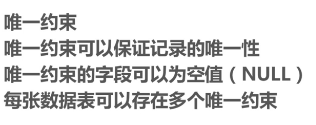 唯一约束
唯一约束可以保证记录的唯一性
唯一约束的字段可以为空值（NULL）
每张数据表可以存在多个唯一约束